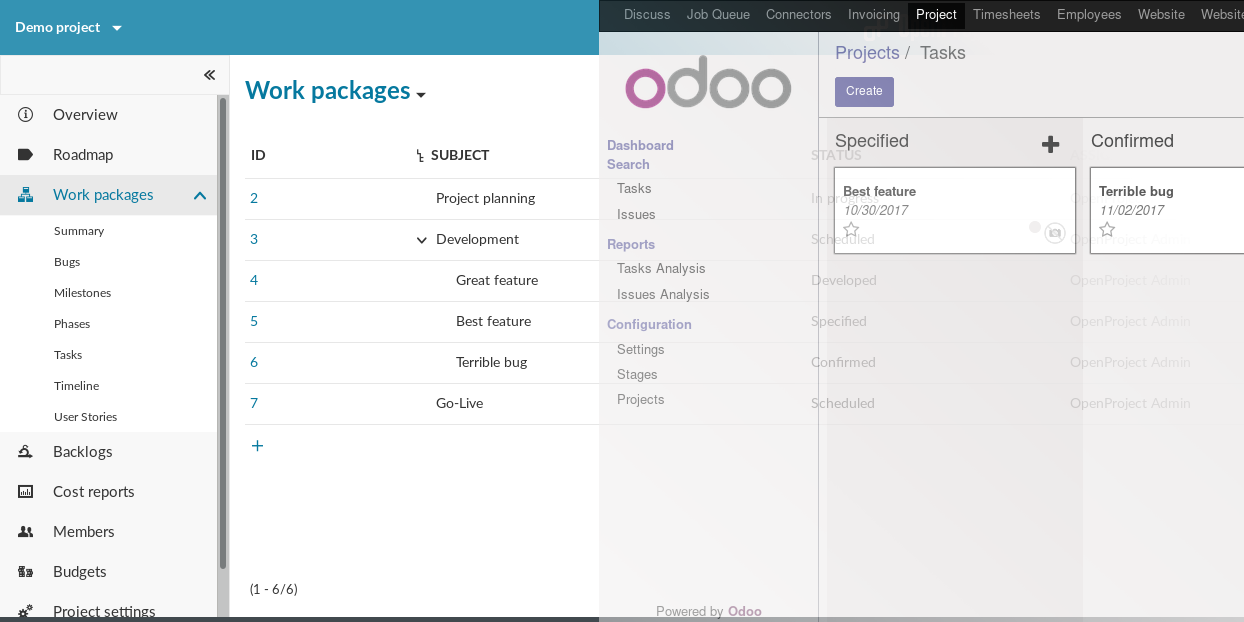 Demo project
Discuss Job Queue Connectors Invoicing Project Timesheets Employees Website Website
Overview
Roadmap
Work packages
Summary
Bugs
Milestones
Phases
Tasks
Timeline
User Stories
Backlogs
Cost reports
Members
Budgets
Project settings
Work packages
ID SUBJECT STATUS
2 Project planning In progress
3 Development Scheduled OpenProject Admin
4 Great feature Developed OpenProject Admin
5 Best feature Specified OpenProject Admin
6 Terrible bug Confirmed OpenProject Admin
7 Go-Live Scheduled OpenProject Admin
+
(1 - 6/6)
odoo
Dashboard
Search
Tasks
Issues
Reports
Tasks Analysis
Issues Analysis
Configuration
Settings
Stages
Projects
Powered by Odoo
Projects / Tasks
Create
Specified
Best feature
10/30/2017
Confirmed
Terrible bug
11/02/2017